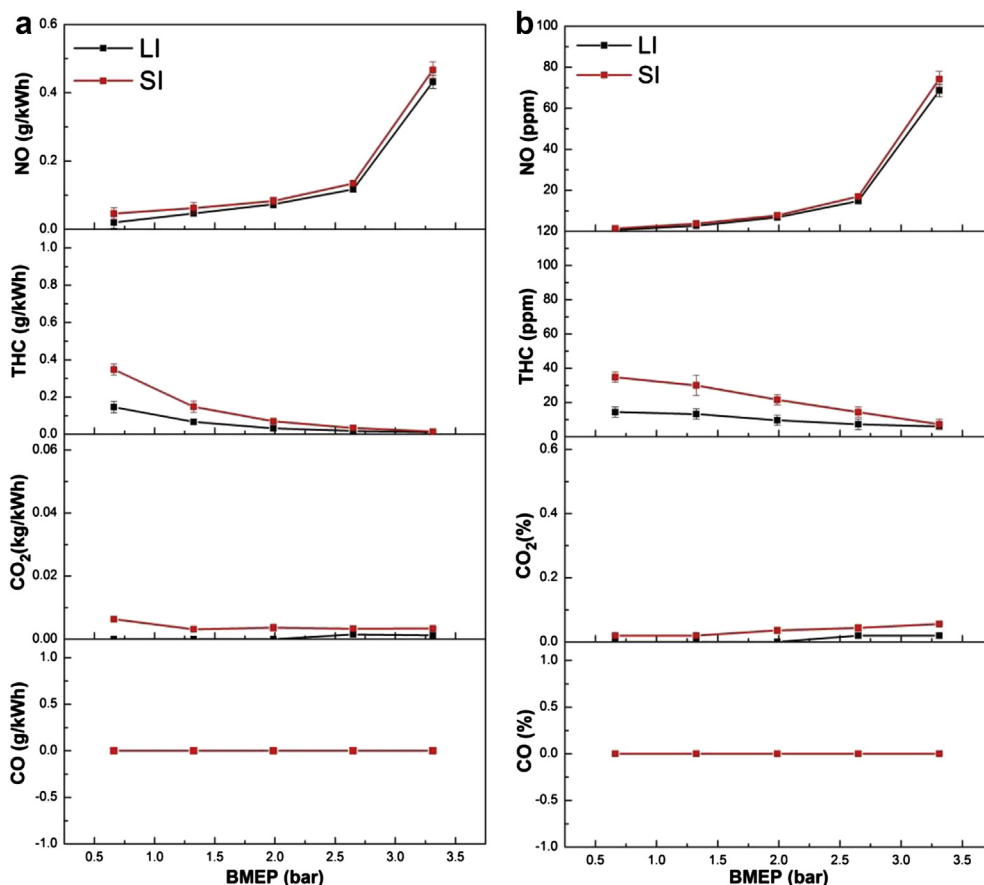 a
LI
SI
NO (g/kWh)
0.6
0.4
0.2
0.0
THC (g/kWh)
1.0
0.8
0.6
0.4
0.2
0.0
CO₂(kg/kWh)
0.06
0.04
0.02
0.00
CO (g/kWh)
1.0
0.5
0.0
-0.5
-1.0
0.5 1.0 1.5 2.0 2.5 3.0 3.5
BMEP (bar)
b
LI
SI
NO (ppm)
100
80
60
40
20
120
THC (ppm)
100
80
60
40
20
0
CO₂(%)
0.6
0.4
0.2
0.0
CO (%)
1.0
0.5
0.0
-0.5
-1.0
0.5 1.0 1.5 2.0 2.5 3.0 3.5
BMEP (bar)